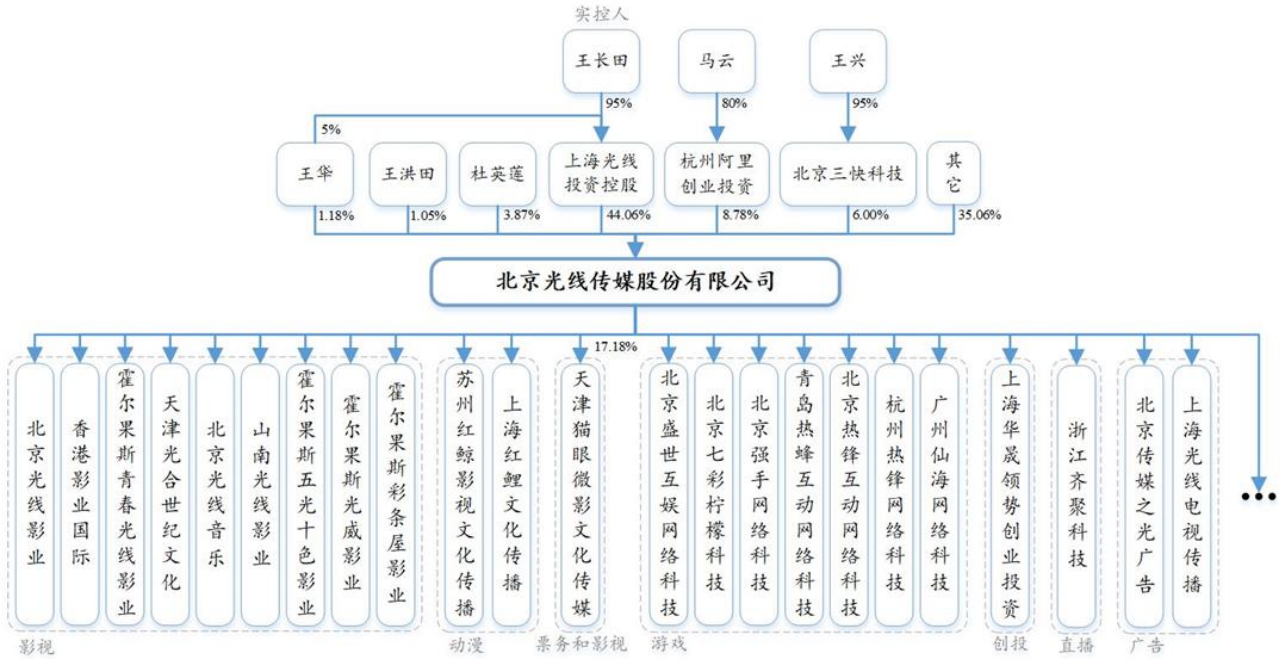 实控人
王长田
马云
王兴
95%
80%
95%
5%
王华
王洪田
杜英莲
上海光线
投资控股
杭州阿里
创业投资
北京三快科技
其它
1.18%
1.05%
3.87%
44.06%
8.78%
6.00%
35.06%
北京光线传媒股份有限公司
17.18%
北京光线影业
香港影业国际
霍尔果斯青春光线影业
天津光合世纪文化
北京光线音乐
山南光线影业
霍尔果斯五光十色影业
霍尔果斯光威影业
霍尔果斯彩条屋影业
苏州红鲸影视文化传播
上海红鲤文化传播
天津猫眼微影文化传媒
北京盛世互娱网络科技
北京七彩柠檬科技
北京强手网络科技
青岛热蜂互动网络科技
北京热锋互动网络科技
杭州热锋网络科技
广州仙海网络科技
上海华晟领势创业投资
浙江齐聚科技
北京传媒之光广告
上海光线电视传播
•••
影视
动漫
票务和影视
游戏
创投
直播
广告